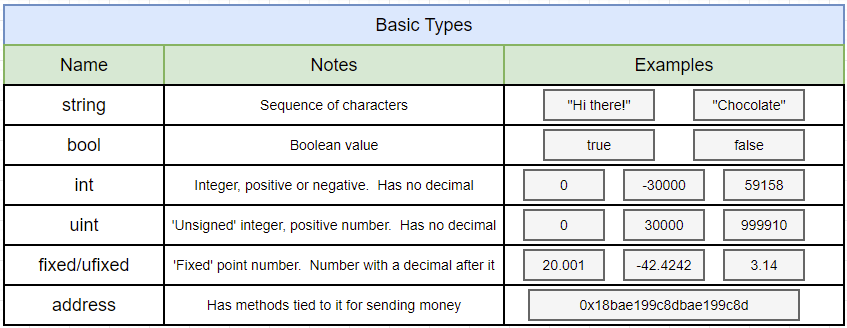 Basic Types
Name Notes Examples
string Sequence of characters "Hi there!" "Chocolate"
bool Boolean value true false
int Integer, positive or negative. Has no decimal 0 -30000 59158
uint 'Unsigned' integer, positive number. Has no decimal 0 30000 999910
fixed/ufixed 'Fixed' point number. Number with a decimal after it 20.001 -42.4242 3.14
address Has methods tied to it for sending money 0x18bae199c8dbae199c8d